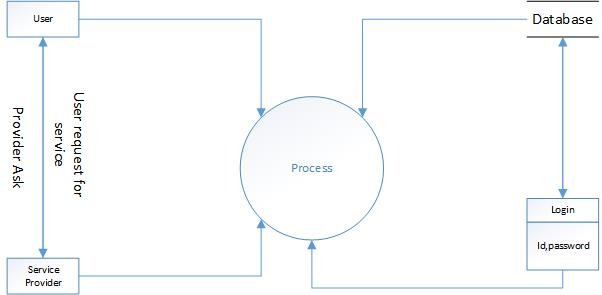 User
Database
User request for
service
Provider Ask
Process
Login
Id,password
Service
Provider